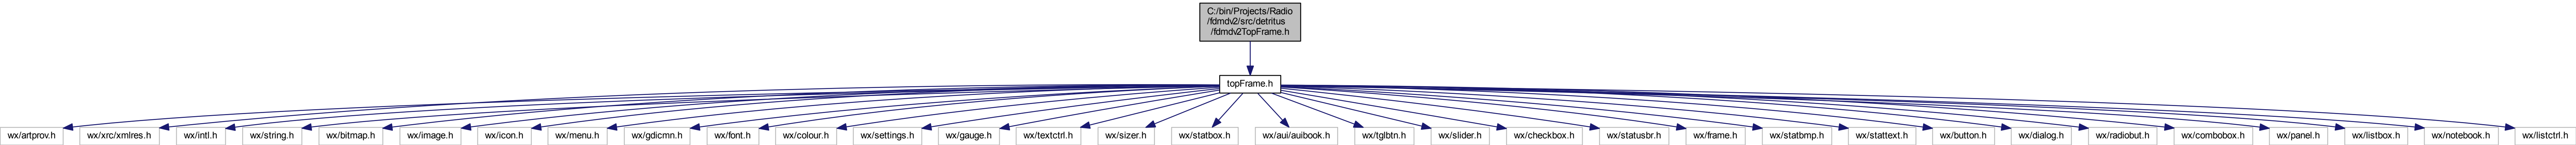 C:/bin/Projects/Radio
/fdmdv2/src/detritus
/fdmdv2TopFrame.h
topFrame.h
wx/artprov.h
wx/xrc/xmlres.h
wx/intl.h
wx/string.h
wx/bitmap.h
wx/image.h
wx/icon.h
wx/menu.h
wx/gdicmn.h
wx/font.h
wx/colour.h
wx/settings.h
wx/gauge.h
wx/textctrl.h
wx/sizer.h
wx/statbox.h
wx/aui/auibook.h
wx/tglbtn.h
wx/slider.h
wx/checkbox.h
wx/statusbr.h
wx/frame.h
wx/statbmp.h
wx/stattext.h
wx/button.h
wx/dialog.h
wx/radiobut.h
wx/combobox.h
wx/panel.h
wx/listbox.h
wx/notebook.h
wx/listctrl.h